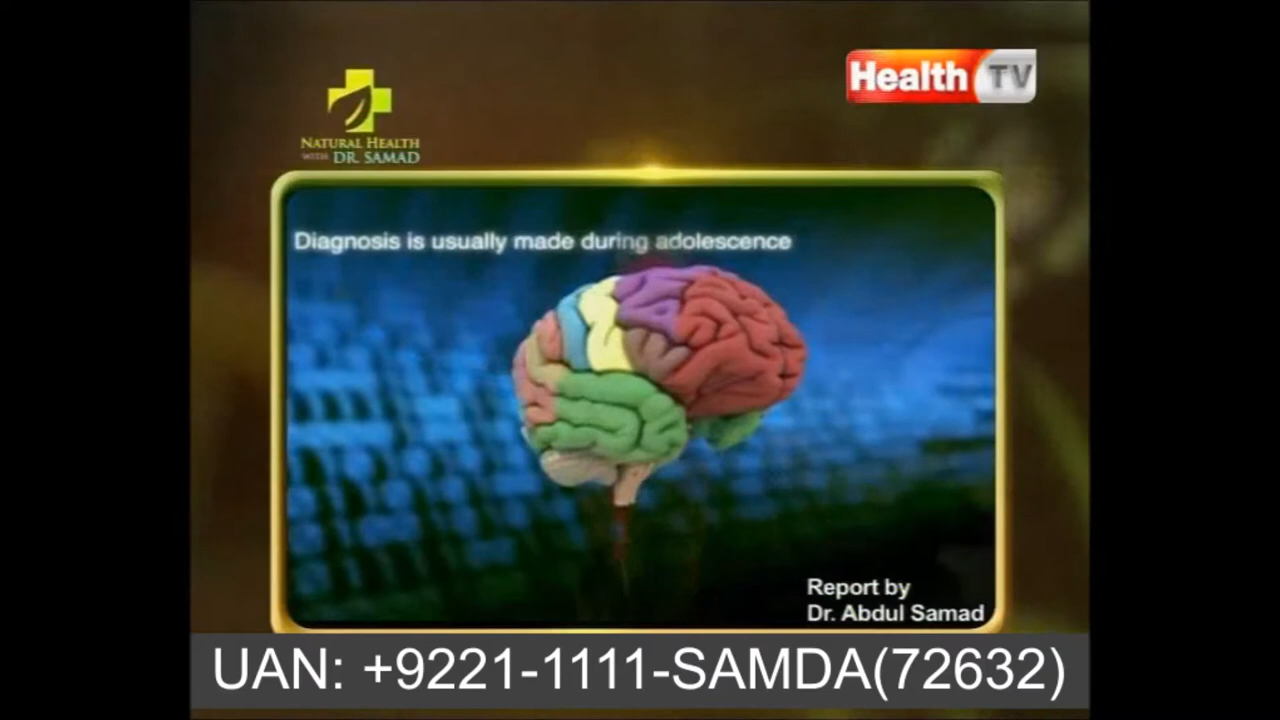 Health TV
NATURAL HEALTH
WITH DR. SAMAD
Diagnosis is usually made during adolescence
Report by
Dr. Abdul Samad
UAN: +9221-1111-SAMDA(72632)